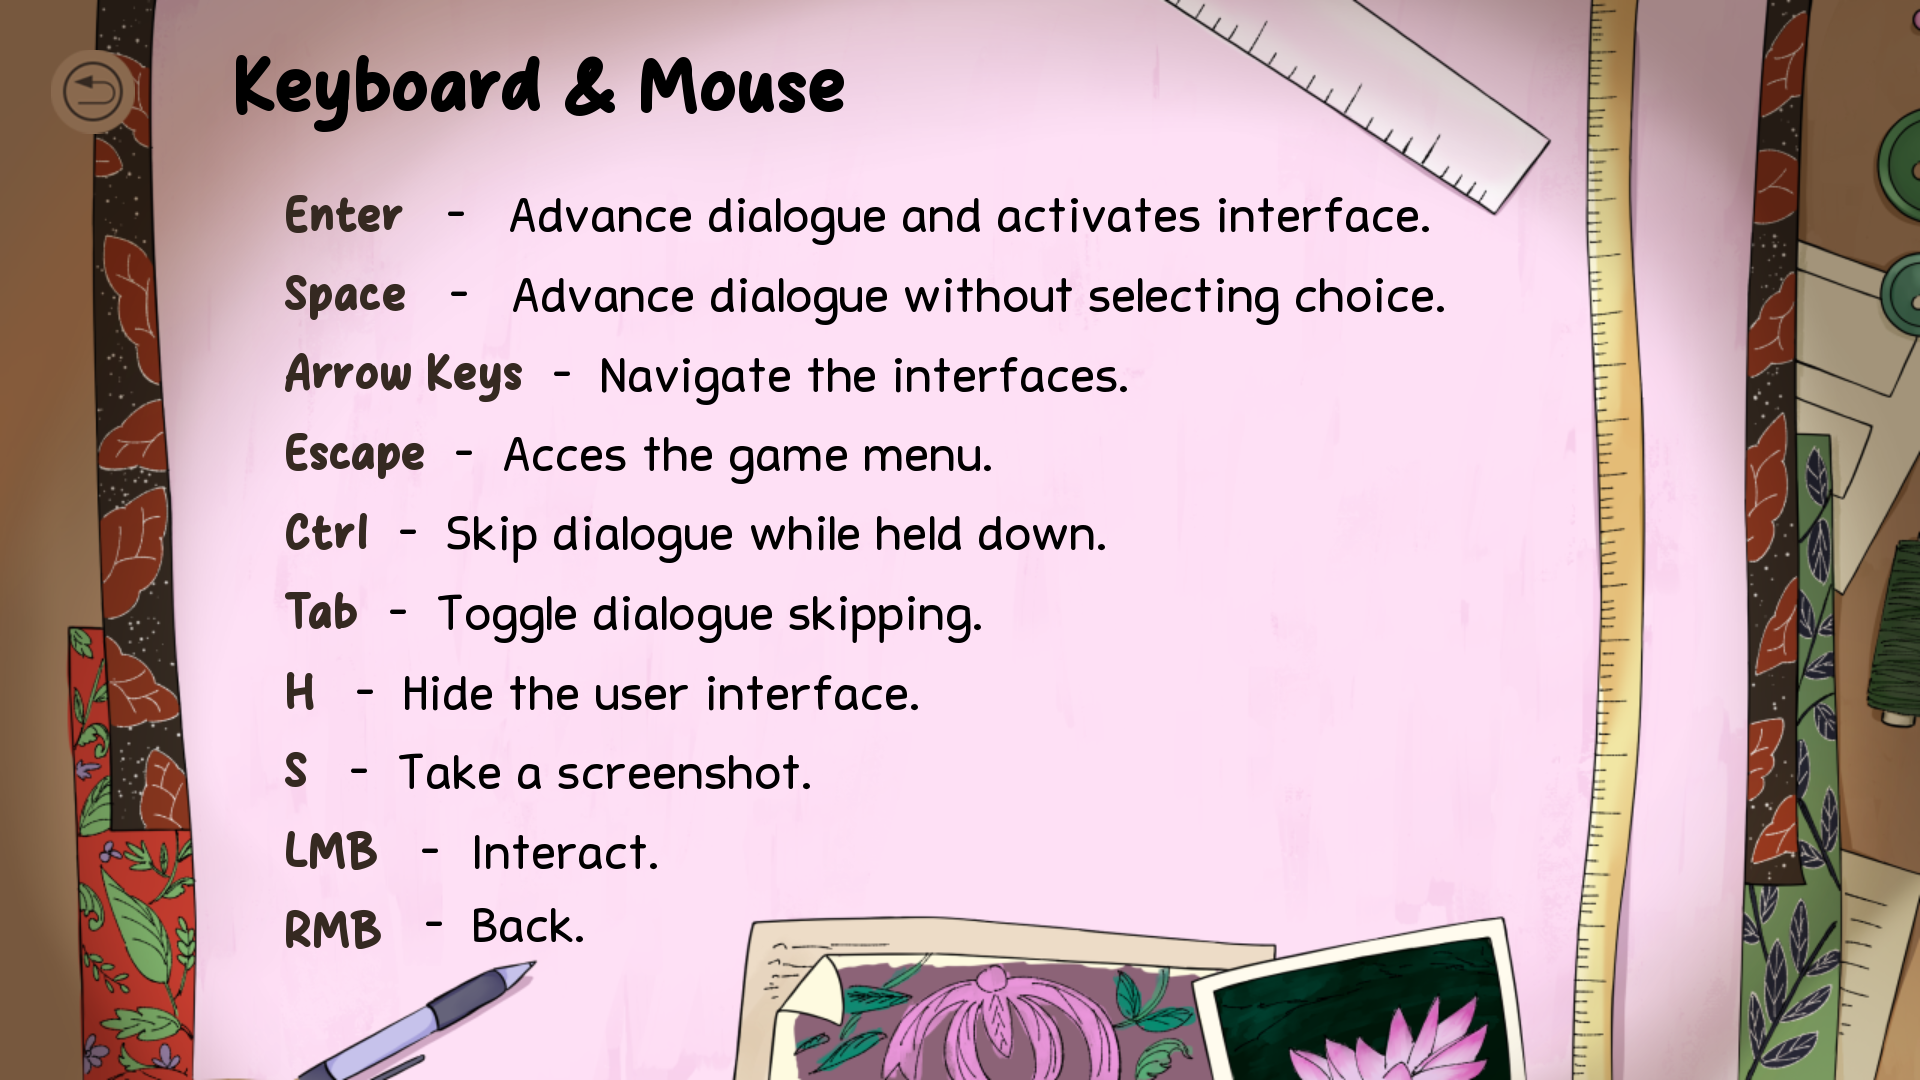 Keyboard & Mouse
Enter - Advance dialogue and activates interface.
Space - Advance dialogue without selecting choice.
Arrow Keys - Navigate the interfaces.
Escape - Acces the game menu.
Ctrl - Skip dialogue while held down.
Tab - Toggle dialogue skipping.
H - Hide the user interface.
S - Take a screenshot.
LMB - Interact.
RMB - Back.